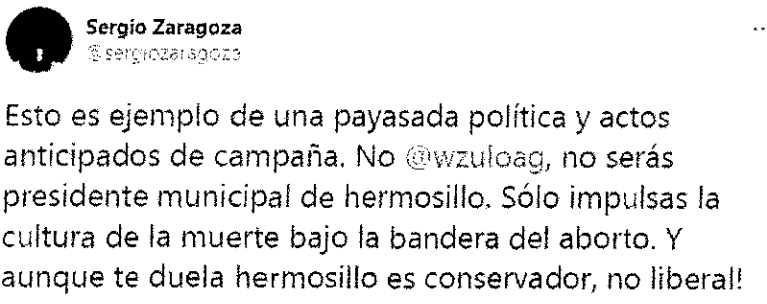 Sergio Zaragoza
@sergiozaragoza
Esto es ejemplo de una payasada política y actos
anticipados de campaña. No @wzuloag, no serás
presidente municipal de hermosillo. Sólo impulsas la
cultura de la muerte bajo la bandera del aborto. Y
aunque te duela hermosillo es conservador, no liberal!